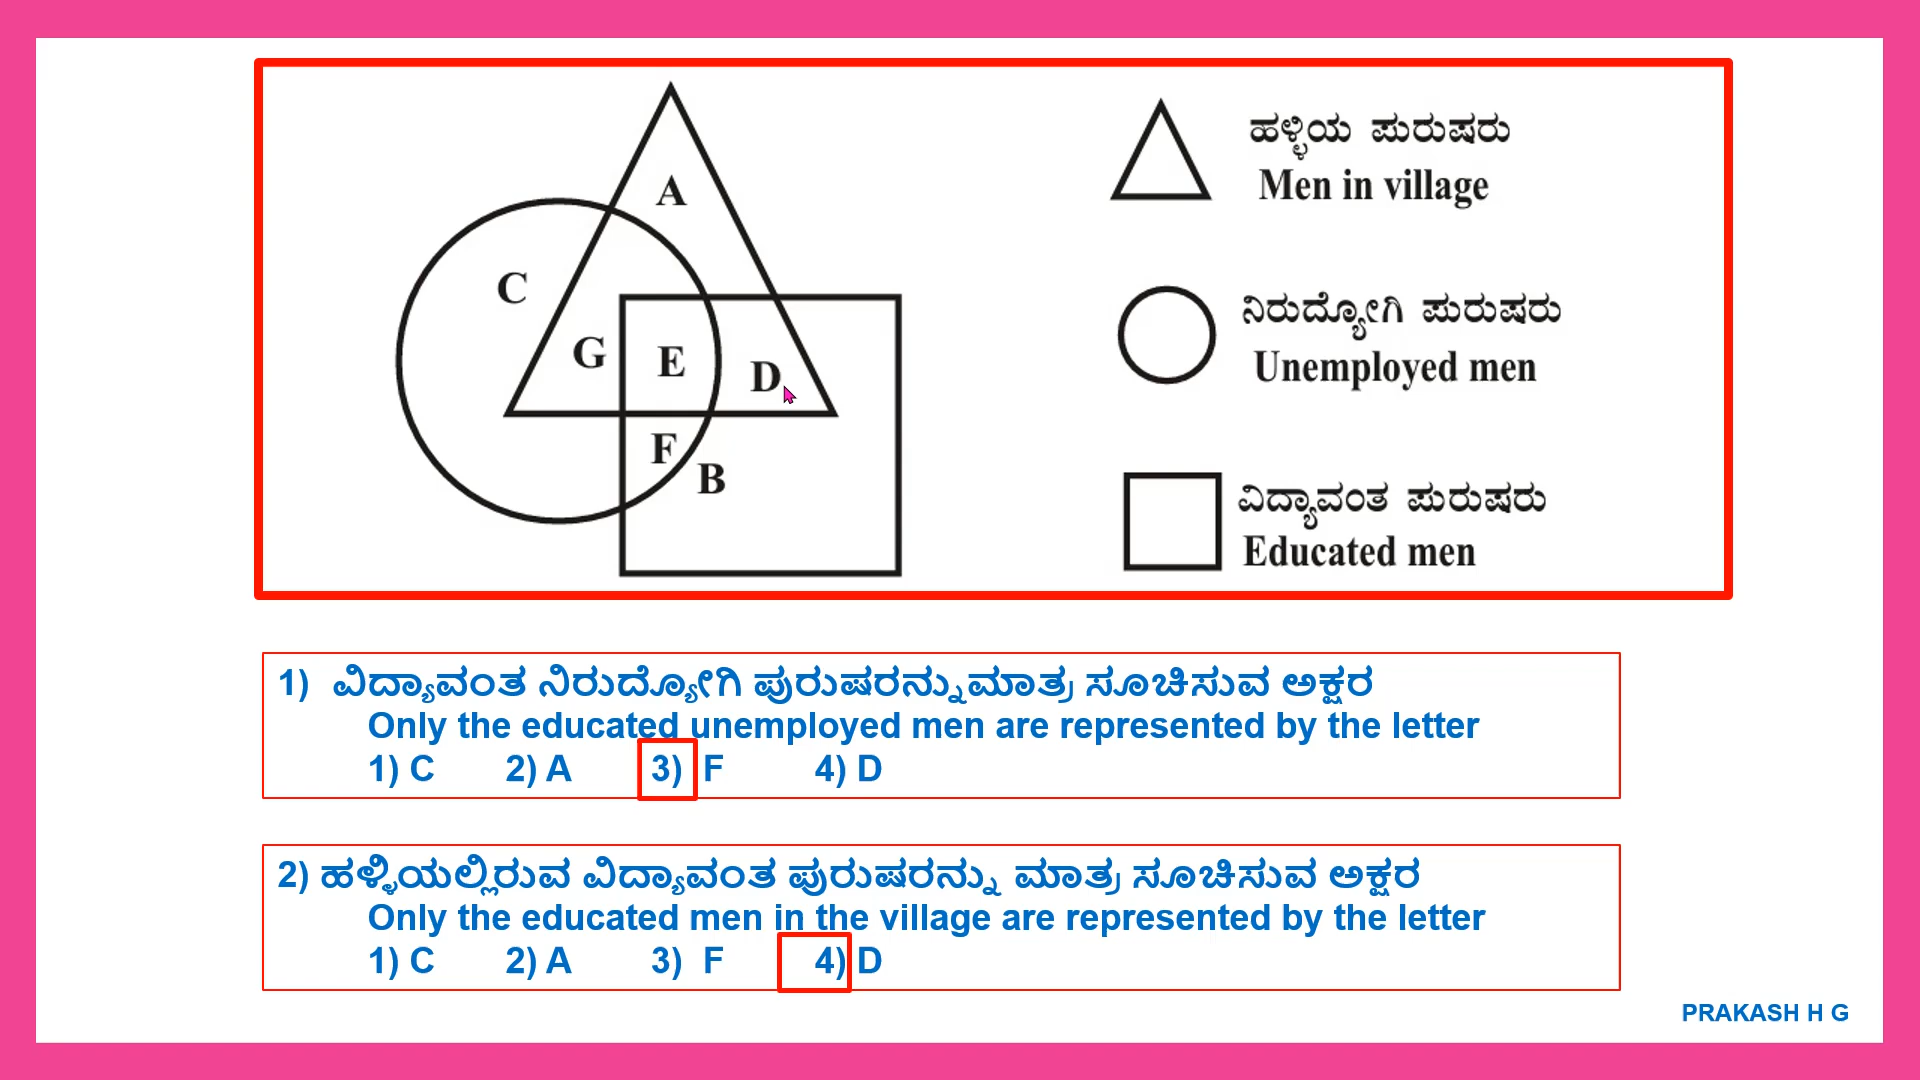 A
C
G
E
D
F
B
ಹಳ್ಳಿಯ ಪುರುಷರು
Men in village
ನಿರುದ್ಯೋಗಿ ಪುರುಷರು
Unemployed men
ವಿದ್ಯಾವಂತ ಪುರುಷರು
Educated men
1) ವಿದ್ಯಾವಂತ ನಿರುದ್ಯೋಗಿ ಪುರುಷರನ್ನುಮಾತ್ರ ಸೂಚಿಸುವ ಅಕ್ಷರ
Only the educated unemployed men are represented by the letter
1) C 2) A 3) F 4) D
2) ಹಳ್ಳಿಯಲ್ಲಿರುವ ವಿದ್ಯಾವಂತ ಪುರುಷರನ್ನು ಮಾತ್ರ ಸೂಚಿಸುವ ಅಕ್ಷರ
Only the educated men in the village are represented by the letter
1) C 2) A 3) F 4) D
PRAKASH H G